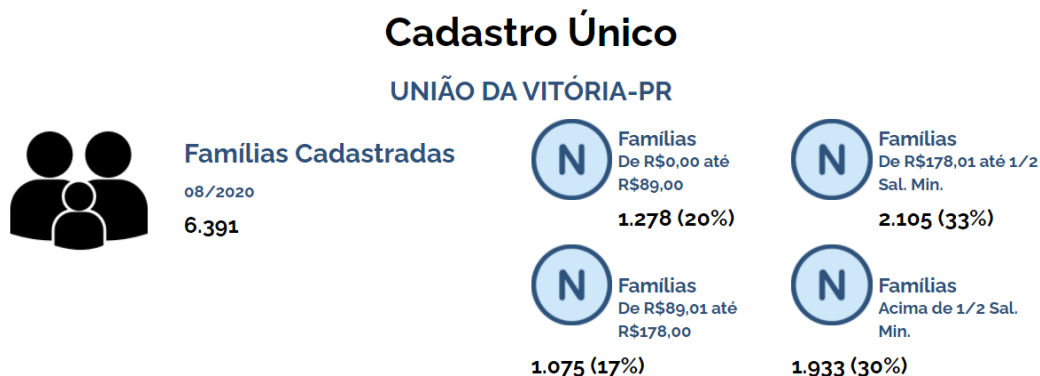 Cadastro Único
UNIÃO DA VITÓRIA-PR
Famílias Cadastradas
08/2020
6.391
N
Famílias
De R$0,00 até
R$89,00
1.278 (20%)
N
Famílias
De R$178,01 até 1/2
Sal. Min.
2.105 (33%)
N
Famílias
De R$89,01 até
R$178,00
1.075 (17%)
N
Famílias
Acima de 1/2 Sal.
Min.
1.933 (30%)